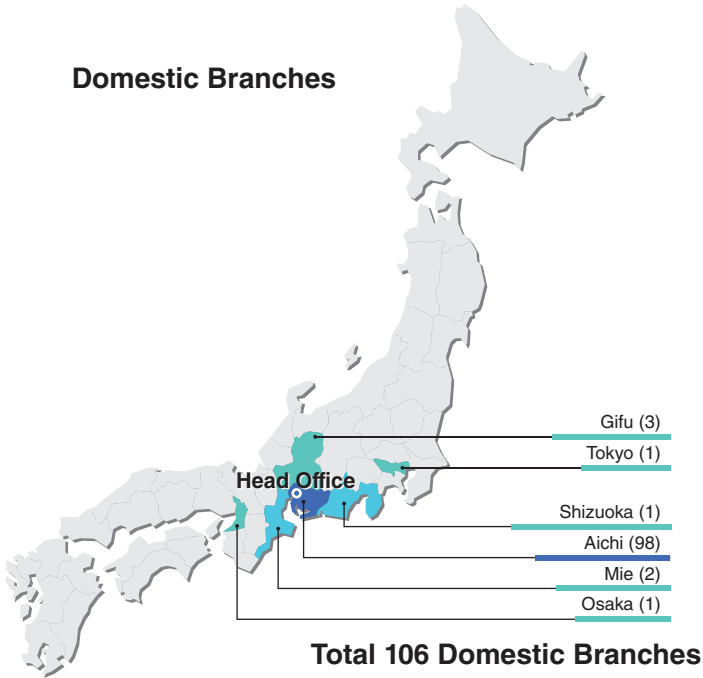 Domestic Branches
Gifu (3)
Tokyo (1)
Head Office
Shizuoka (1)
Aichi (98)
Mie (2)
Osaka (1)
Total 106 Domestic Branches